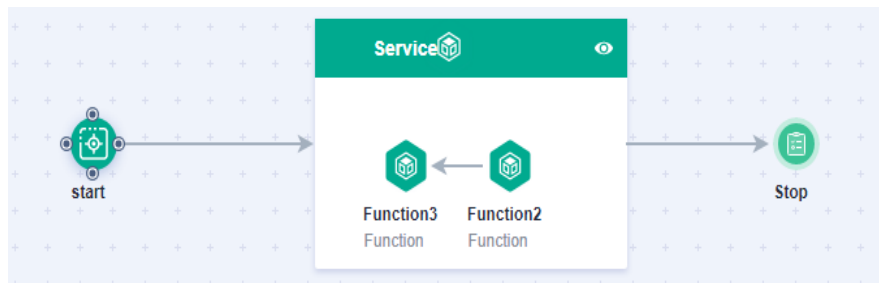 Service
start
Function3
Function2
Function
Function
Stop